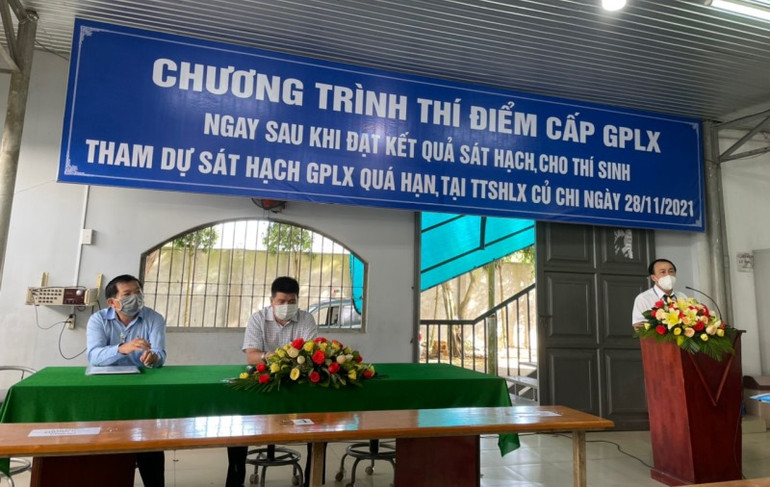 CHƯƠNG TRÌNH THÍ ĐIỂM CẤP GPLX
NGAY SAU KHI ĐẠT KẾT QUẢ SÁT HẠCH,CHO THÍ SINH
THAM DỰ SÁT HẠCH GPLX QUÁ HẠN,TẠI TTSHLX CỦ CHI NGÀY 28/11/2021